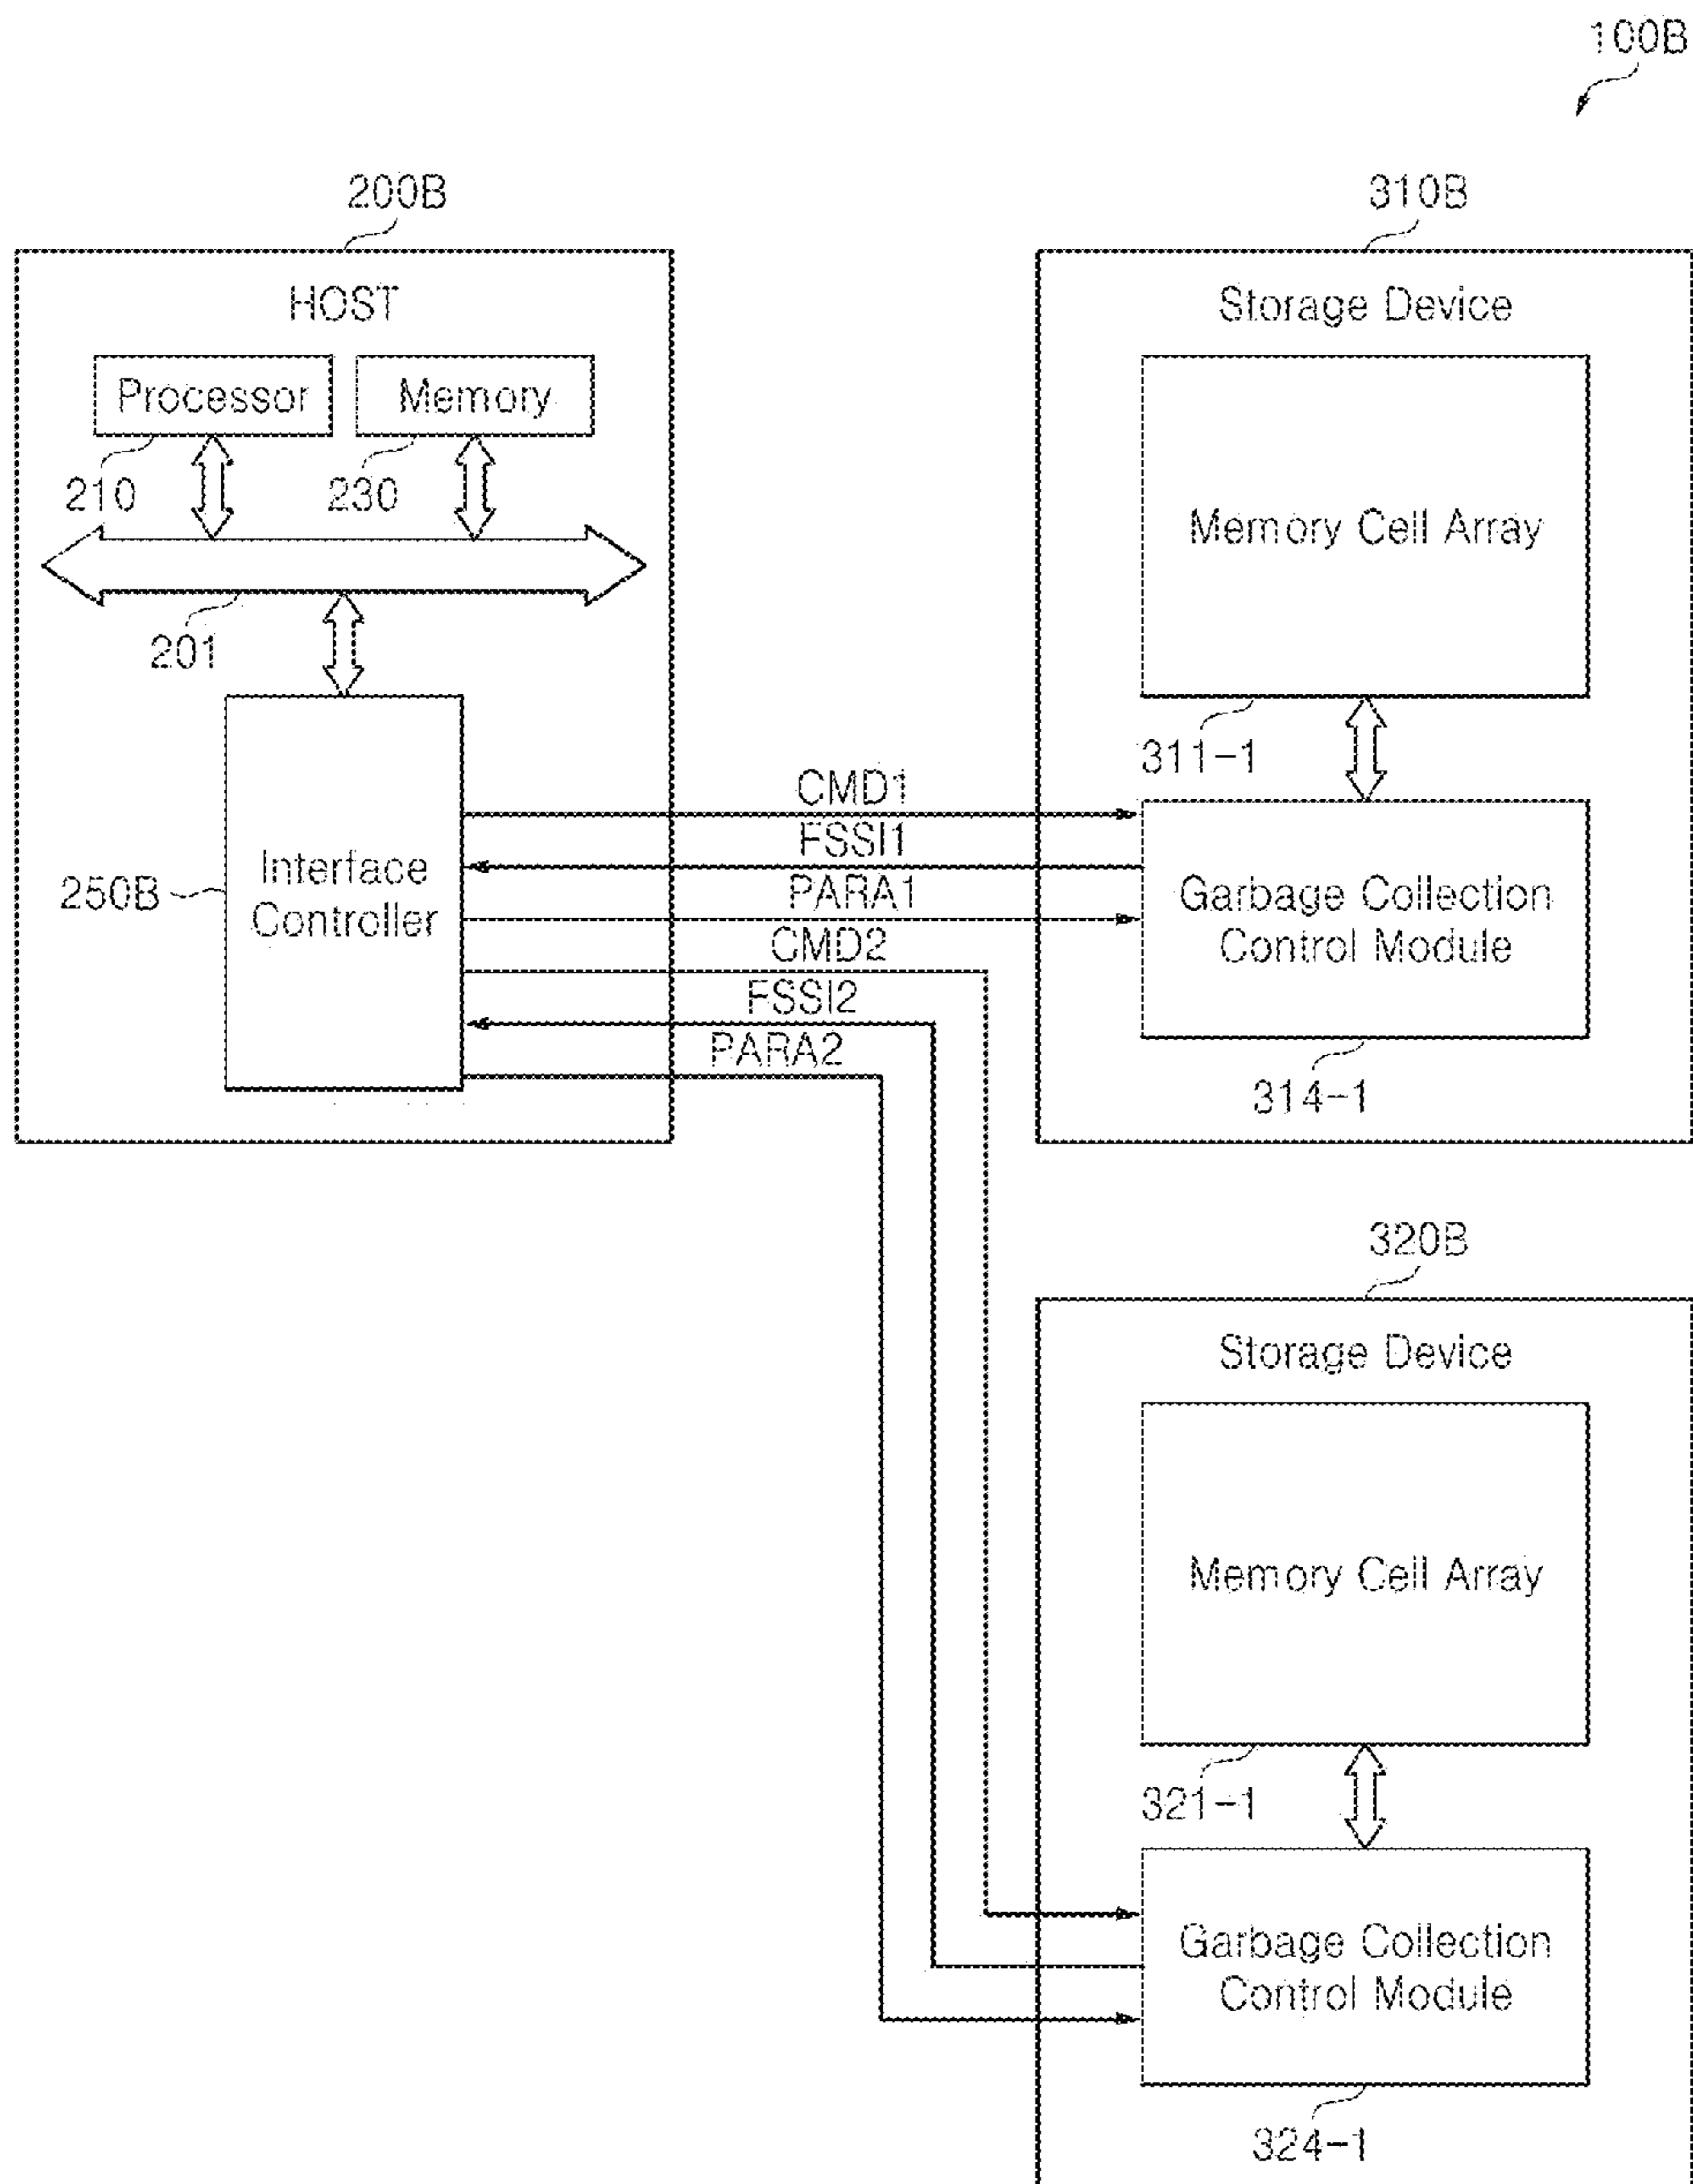 100B
200B
310B
HOST
Storage Device
Processor
Memory
210
230
Memory Cell Array
201
311-1
CMD1
FSSI1
PARA1
CMD2
FSSI2
PARA2
250B
Interface
Controller
Garbage Collection
Control Module
314-1
320B
Storage Device
Memory Cell Array
321-1
Garbage Collection
Control Module
324-1